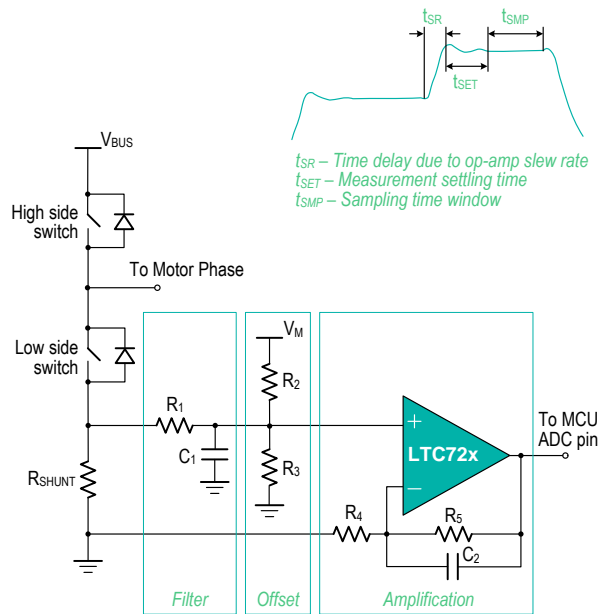 tSR
tSMP
tSET
tSR – Time delay due to op-amp slew rate
tSET – Measurement settling time
tSMP – Sampling time window
VBUS
High side
switch
To Motor Phase
Low side
switch
VM
R2
R1
C1
R3
RSHUNT
+
LTC72x
−
To MCU
ADC pin
R4
R5
C2
Filter
Offset
Amplification